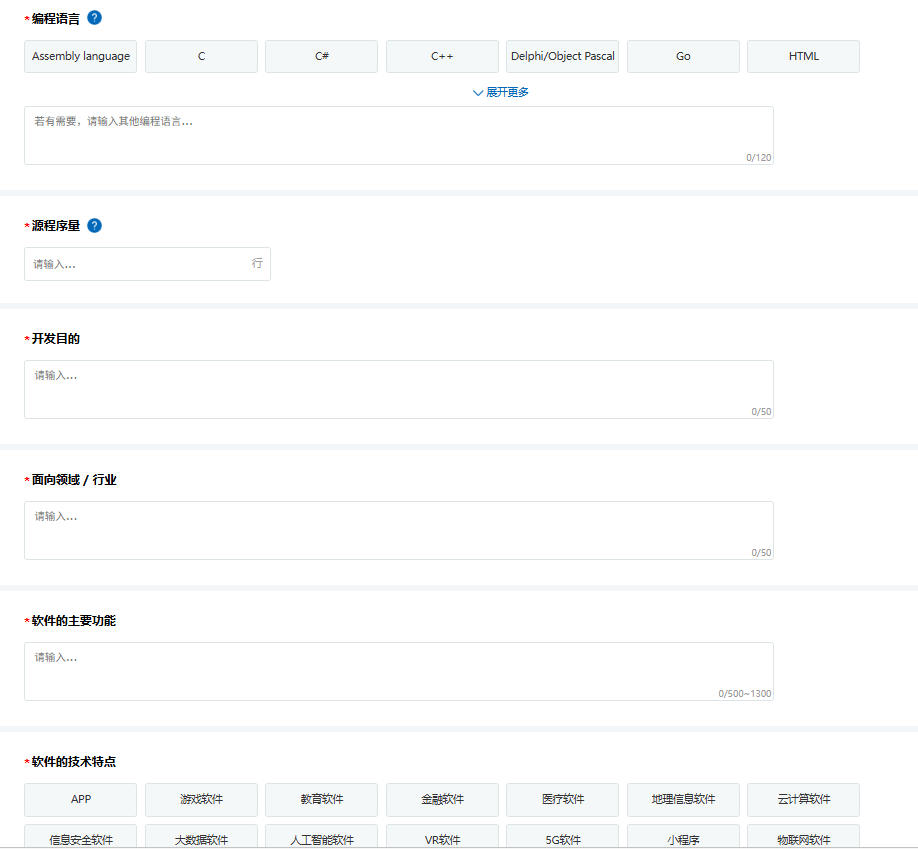 *编程语言 ?
Assembly language C C# C++ Delphi/Object Pascal Go HTML
展开更多
若有需要，请输入其他编程语言...
0/120
*源程序量 ?
请输入... 行
*开发目的
请输入...
0/50
*面向领域 / 行业
请输入...
0/50
*软件的主要功能
请输入...
0/500~1300
*软件的技术特点
APP 游戏软件 教育软件 金融软件 医疗软件 地理信息软件 云计算软件
信息安全软件 大数据软件 人工智能软件 VR软件 5G软件 小程序 物联网软件